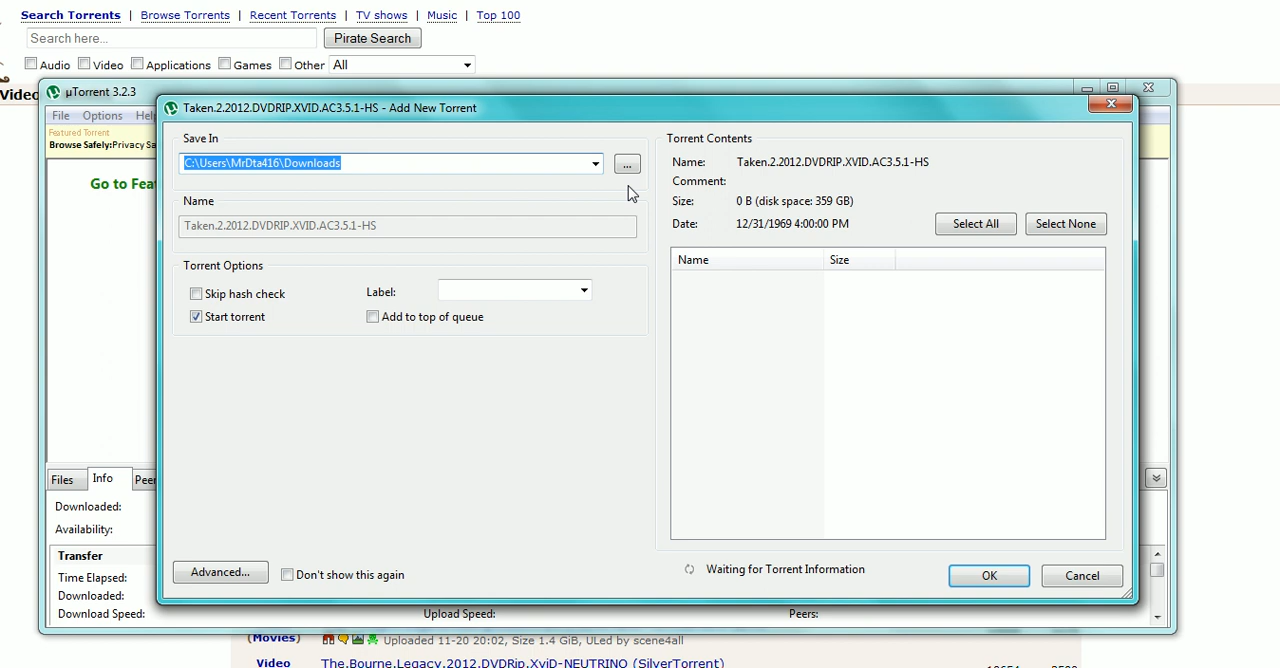 Search Torrents | Browse Torrents | Recent Torrents | TV shows | Music | Top 100
Search here... Pirate Search
Audio Video Applications Games Other All
Video
µTorrent 3.2.3
File Options Help
Featured Torrent
Browse Safely:Privacy Sa
Go to Fea
Taken.2.2012.DVDRIP.XVID.AC3.5.1-HS - Add New Torrent
Save In
C:\Users\MrDta416\Downloads
...
Name
Taken.2.2012.DVDRIP.XVID.AC3.5.1-HS
Torrent Options
Skip hash check Label:
Start torrent Add to top of queue
Advanced... Don't show this again
Torrent Contents
Name: Taken.2.2012.DVDRIP.XVID.AC3.5.1-HS
Comment:
Size: 0 B (disk space: 359 GB)
Date: 12/31/1969 4:00:00 PM Select All Select None
Name Size
Waiting for Torrent Information OK Cancel
Files Info Peer
Downloaded:
Availability:
Transfer
Time Elapsed:
Downloaded:
Download Speed: Upload Speed: Peers:
(Movies) Uploaded 11-20 20:02, Size 1.4 GiB, ULed by scene4all
Video The.Bourne.Legacy.2012.DVDRip.XviD-NEUTRINO (SilverTorrent)